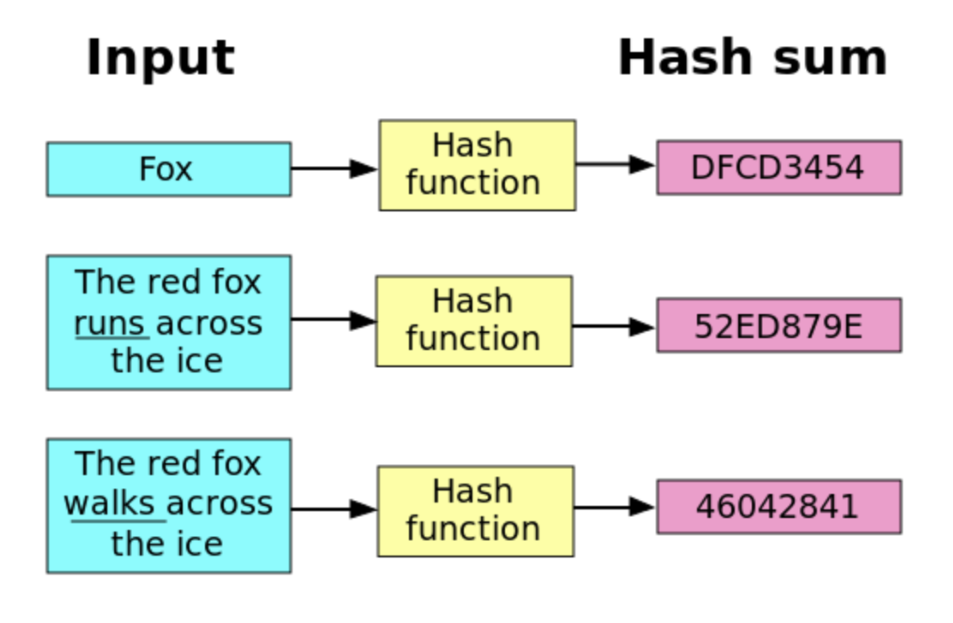 Input
Hash sum
Fox
Hash
function
DFCD3454
The red fox
runs across
the ice
Hash
function
52ED879E
The red fox
walks across
the ice
Hash
function
46042841